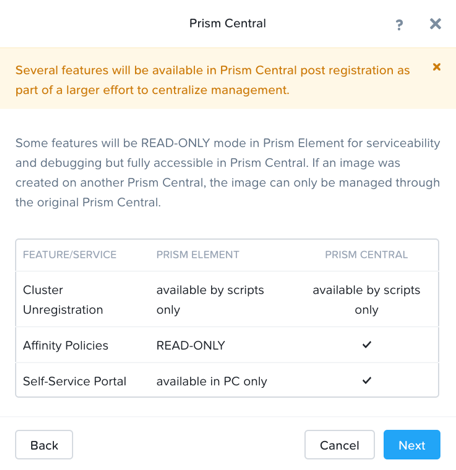 Prism Central
?
Several features will be available in Prism Central post registration as
part of a larger effort to centralize management.
Some features will be READ-ONLY mode in Prism Element for serviceability
and debugging but fully accessible in Prism Central. If an image was
created on another Prism Central, the image can only be managed through
the original Prism Central.
FEATURE/SERVICE PRISM ELEMENT PRISM CENTRAL
Cluster available by scripts available by scripts
Unregistration only only
Affinity Policies READ-ONLY ✓
Self-Service Portal available in PC only ✓
Back Cancel Next